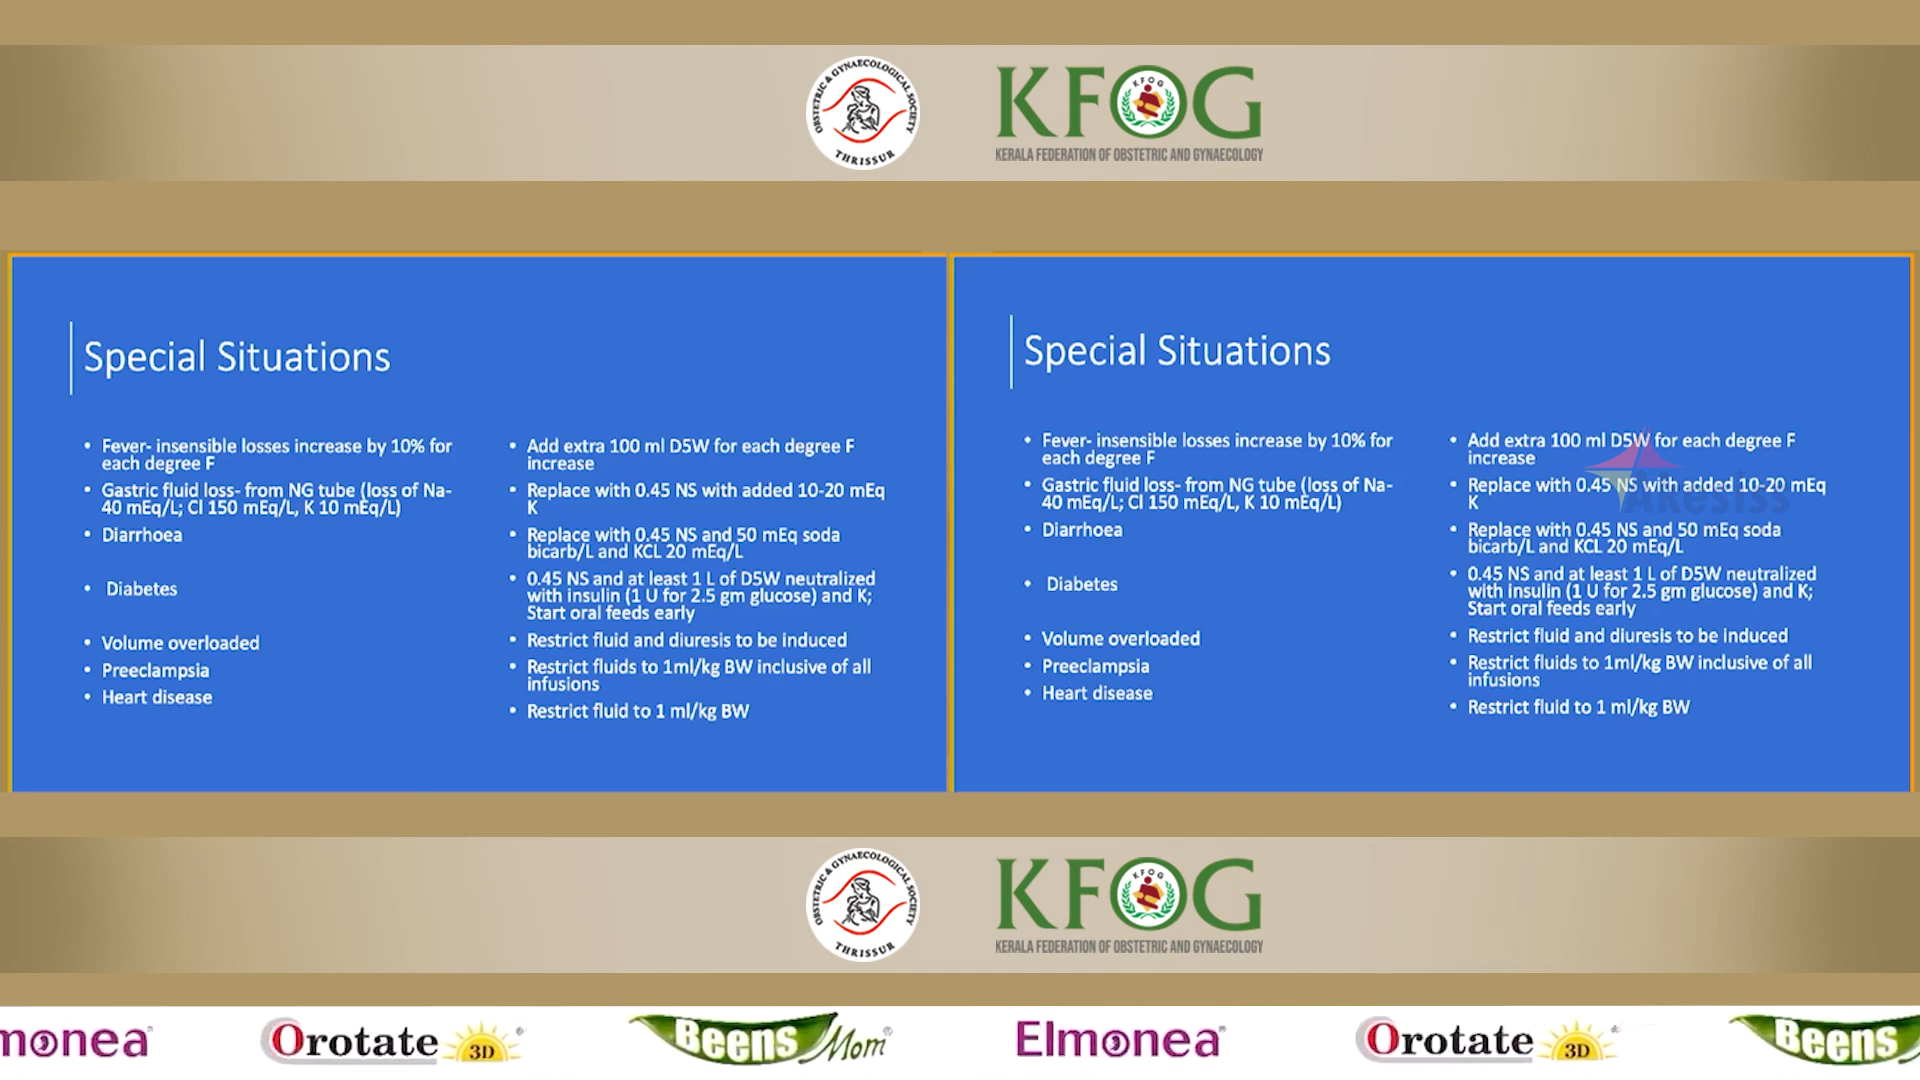 OBSTETRIC & GYNAECOLOGICAL SOCIETY
THRISSUR
KFOG
KFOG
KERALA FEDERATION OF OBSTETRIC AND GYNAECOLOGY
Special Situations
• Fever- insensible losses increase by 10% for
each degree F
• Gastric fluid loss- from NG tube (loss of Na-
40 mEq/L; Cl 150 mEq/L, K 10 mEq/L)
• Diarrhoea
• Diabetes
• Volume overloaded
• Preeclampsia
• Heart disease
• Add extra 100 ml D5W for each degree F
increase
• Replace with 0.45 NS with added 10-20 mEq
K
• Replace with 0.45 NS and 50 mEq soda
bicarb/L and KCL 20 mEq/L
• 0.45 NS and at least 1 L of D5W neutralized
with insulin (1 U for 2.5 gm glucose) and K;
Start oral feeds early
• Restrict fluid and diuresis to be induced
• Restrict fluids to 1ml/kg BW inclusive of all
infusions
• Restrict fluid to 1 ml/kg BW
Special Situations
• Fever- insensible losses increase by 10% for
each degree F
• Gastric fluid loss- from NG tube (loss of Na-
40 mEq/L; Cl 150 mEq/L, K 10 mEq/L)
• Diarrhoea
• Diabetes
• Volume overloaded
• Preeclampsia
• Heart disease
• Add extra 100 ml D5W for each degree F
increase
• Replace with 0.45 NS with added 10-20 mEq
K
• Replace with 0.45 NS and 50 mEq soda
bicarb/L and KCL 20 mEq/L
• 0.45 NS and at least 1 L of D5W neutralized
with insulin (1 U for 2.5 gm glucose) and K;
Start oral feeds early
• Restrict fluid and diuresis to be induced
• Restrict fluids to 1ml/kg BW inclusive of all
infusions
• Restrict fluid to 1 ml/kg BW
Akesiss
OBSTETRIC & GYNAECOLOGICAL SOCIETY
THRISSUR
KFOG
KFOG
KERALA FEDERATION OF OBSTETRIC AND GYNAECOLOGY
monea® Orotate 3D® Beens Mom® Elmonea® Orotate 3D® Beens